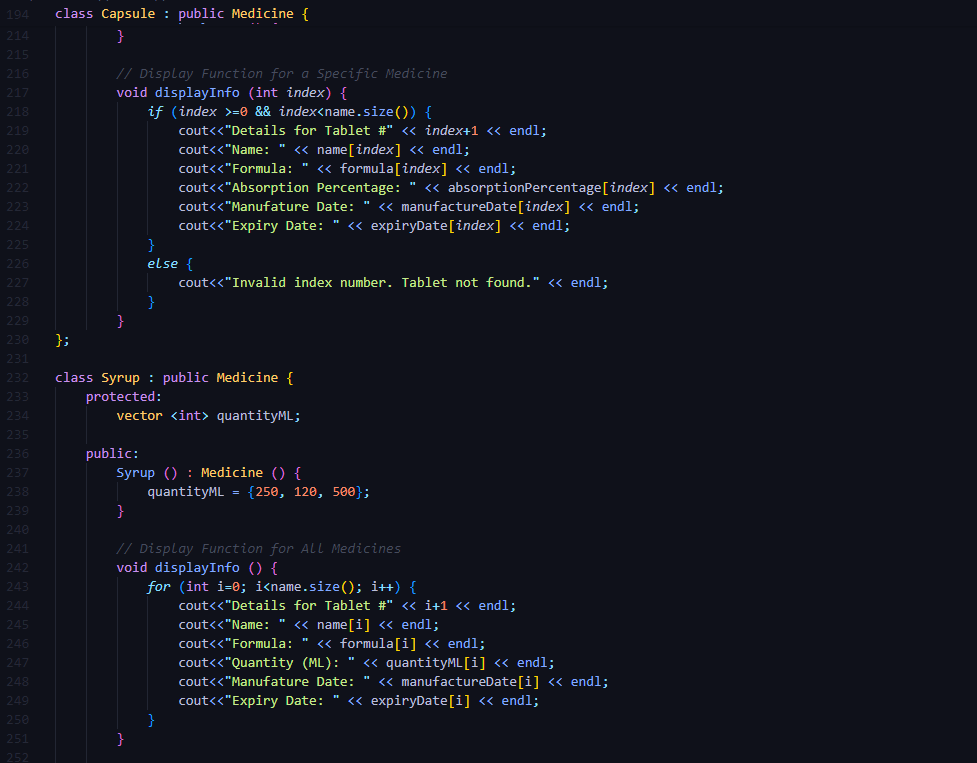 194 class Capsule : public Medicine {
214 }
215
216 // Display Function for a Specific Medicine
217 void displayInfo (int index) {
218 if (index >=0 && index<name.size()) {
219 cout<<"Details for Tablet #" << index+1 << endl;
220 cout<<"Name: " << name[index] << endl;
221 cout<<"Formula: " << formula[index] << endl;
222 cout<<"Absorption Percentage: " << absorptionPercentage[index] << endl;
223 cout<<"Manufature Date: " << manufactureDate[index] << endl;
224 cout<<"Expiry Date: " << expiryDate[index] << endl;
225 }
226 else {
227 cout<<"Invalid index number. Tablet not found." << endl;
228 }
229 }
230 };
231
232 class Syrup : public Medicine {
233 protected:
234 vector <int> quantityML;
235
236 public:
237 Syrup () : Medicine () {
238 quantityML = {250, 120, 500};
239 }
240
241 // Display Function for All Medicines
242 void displayInfo () {
243 for (int i=0; i<name.size(); i++) {
244 cout<<"Details for Tablet #" << i+1 << endl;
245 cout<<"Name: " << name[i] << endl;
246 cout<<"Formula: " << formula[i] << endl;
247 cout<<"Quantity (ML): " << quantityML[i] << endl;
248 cout<<"Manufature Date: " << manufactureDate[i] << endl;
249 cout<<"Expiry Date: " << expiryDate[i] << endl;
250 }
251 }
252